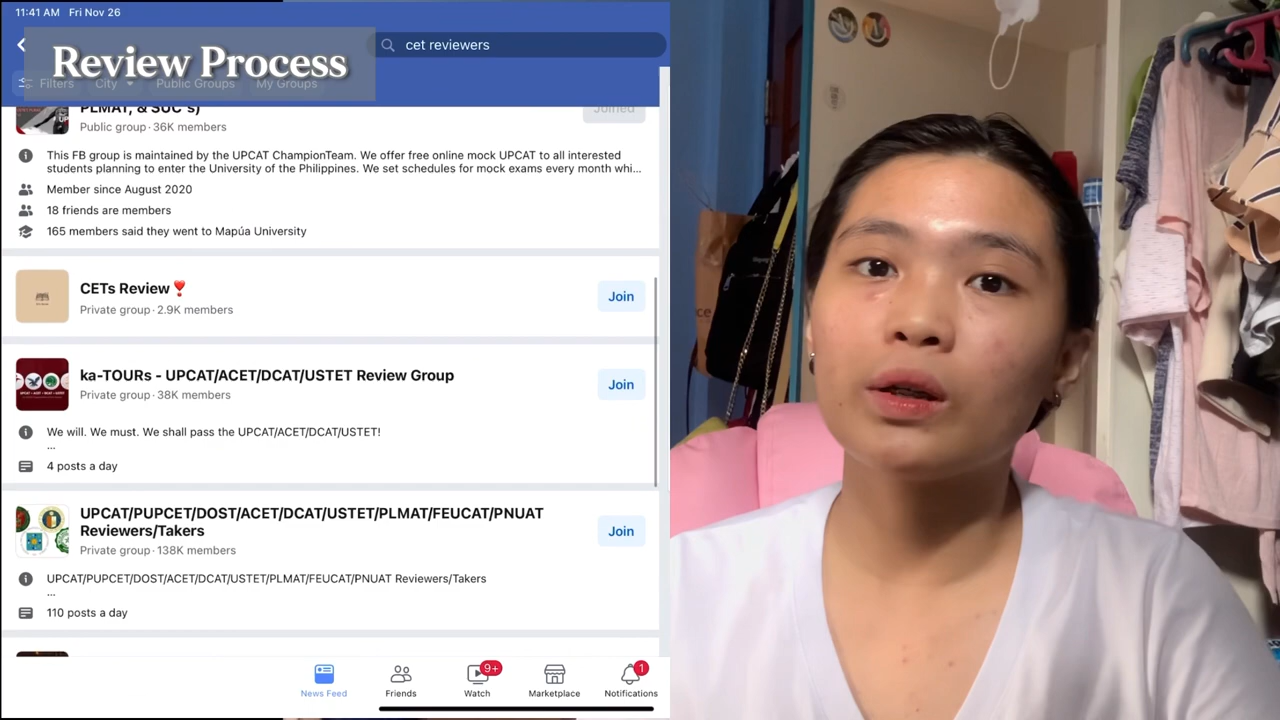 11:41 AM Fri Nov 26
cet reviewers
Review Process
Filters City Public Groups My Groups
PLMAT, & SUC's)
Joined
Public group · 36K members
This FB group is maintained by the UPCAT ChampionTeam. We offer free online mock UPCAT to all interested
students planning to enter the University of the Philippines. We set schedules for mock exams every month whi...
Member since August 2020
18 friends are members
165 members said they went to Mapúa University
CETs Review❣️
Private group · 2.9K members
Join
ka-TOURs - UPCAT/ACET/DCAT/USTET Review Group
Private group · 38K members
Join
We will. We must. We shall pass the UPCAT/ACET/DCAT/USTET!
...
4 posts a day
UPCAT/PUPCET/DOST/ACET/DCAT/USTET/PLMAT/FEUCAT/PNUAT
Reviewers/Takers
Private group · 138K members
Join
UPCAT/PUPCET/DOST/ACET/DCAT/USTET/PLMAT/FEUCAT/PNUAT Reviewers/Takers
...
110 posts a day
9+
1
News Feed Friends Watch Marketplace Notifications